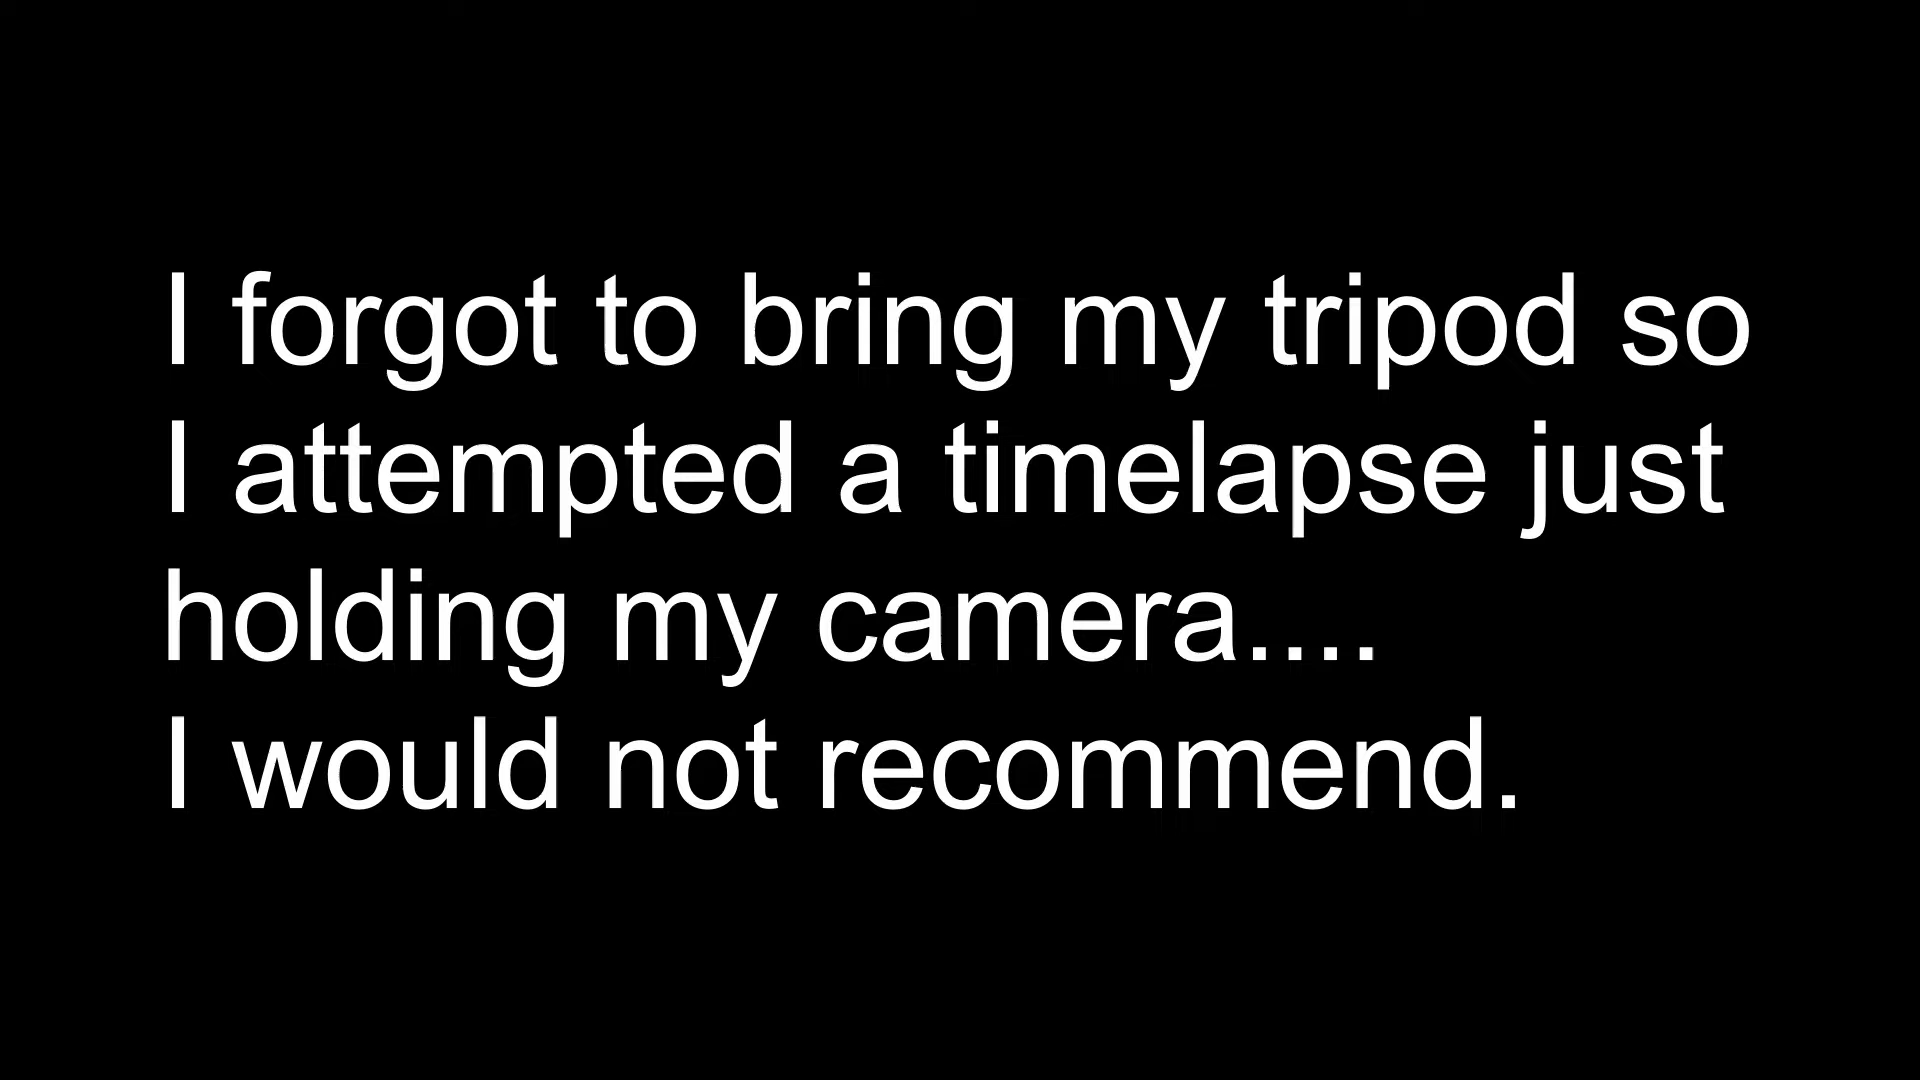 I forgot to bring my tripod so
I attempted a timelapse just
holding my camera....
I would not recommend.